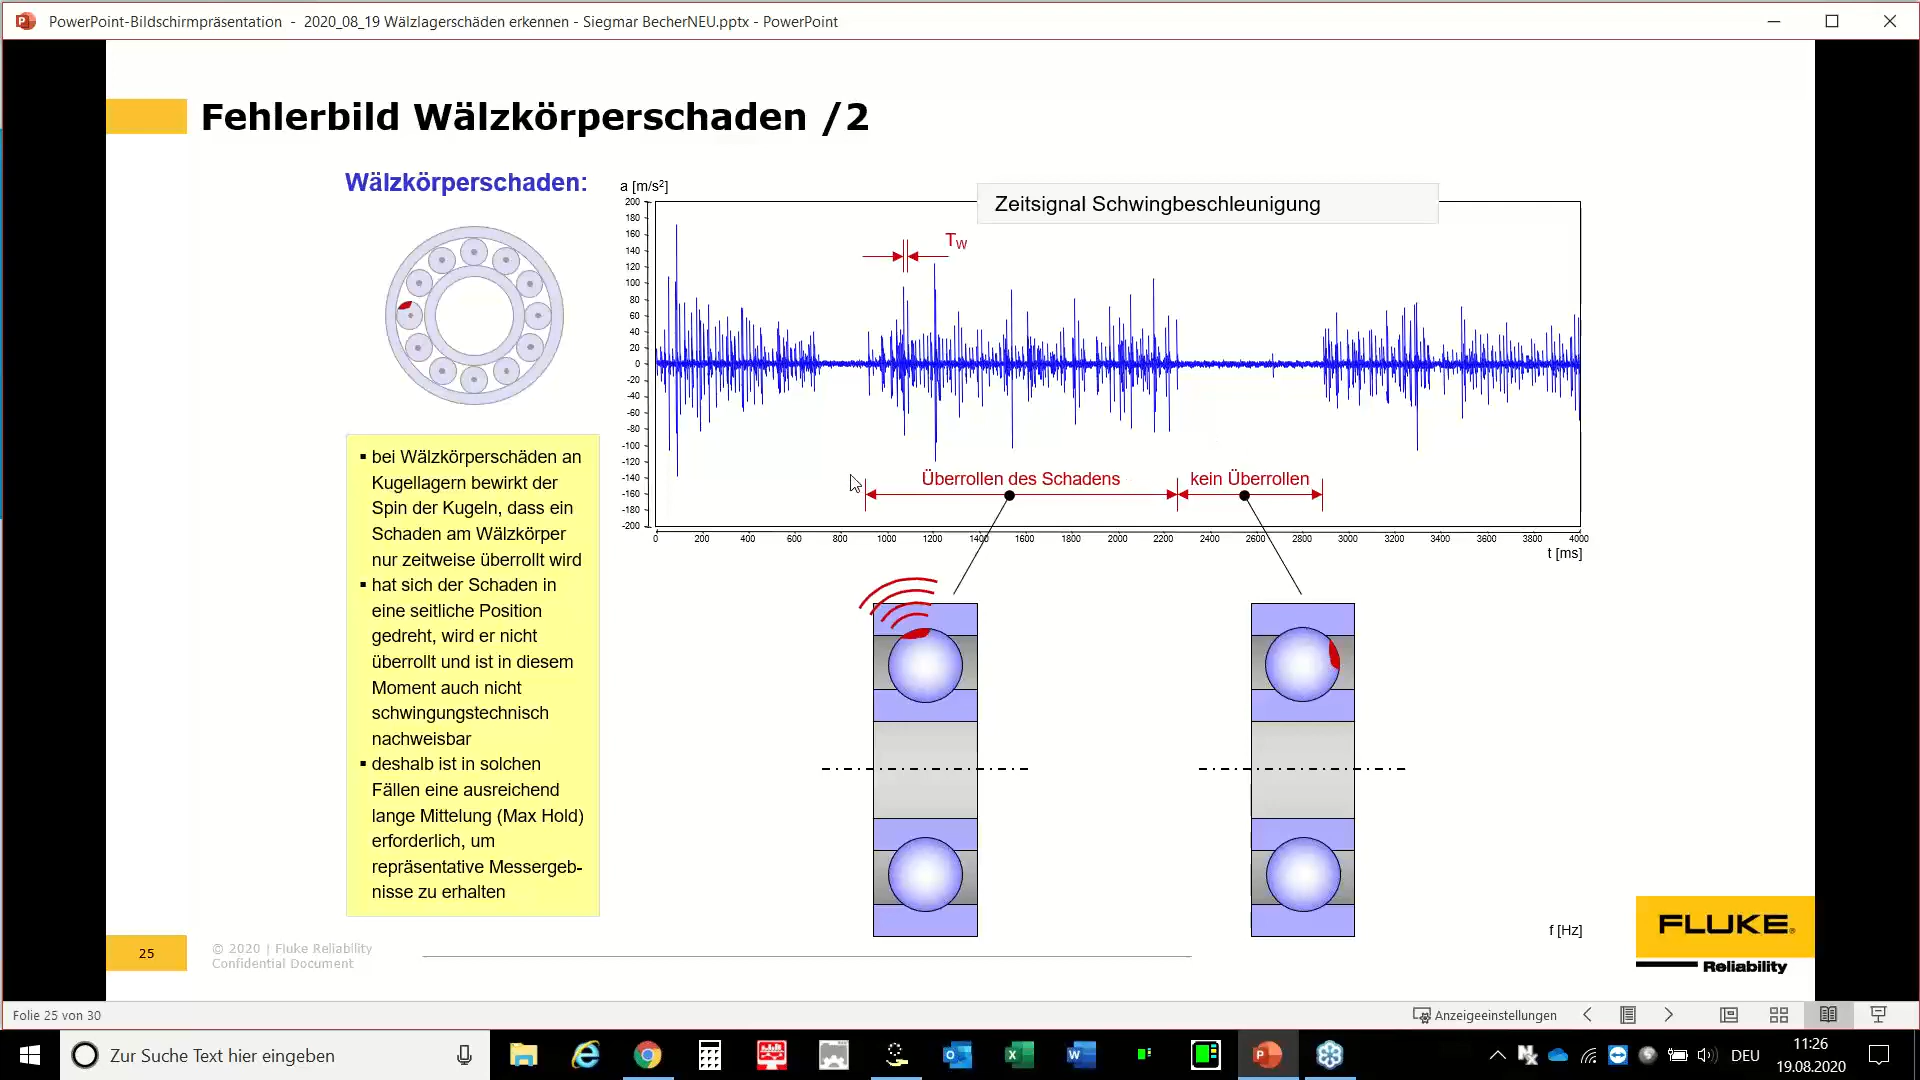 PowerPoint-Bildschirmpräsentation - 2020_08_19 Wälzlagerschäden erkennen - Siegmar BecherNEU.pptx - PowerPoint
Fehlerbild Wälzkörperschaden /2
Wälzkörperschaden:
a [m/s²]
Zeitsignal Schwingbeschleunigung
200
180
160
140
120
100
80
60
40
20
0
-20
-40
-60
-80
-100
-120
-140
-160
-180
-200
TW
Überrollen des Schadens
kein Überrollen
0 200 400 600 800 1000 1200 1400 1600 1800 2000 2200 2400 2600 2800 3000 3200 3400 3600 3800 4000
t [ms]
▪ bei Wälzkörperschäden an
Kugellagern bewirkt der
Spin der Kugeln, dass ein
Schaden am Wälzkörper
nur zeitweise überrollt wird
▪ hat sich der Schaden in
eine seitliche Position
gedreht, wird er nicht
überrollt und ist in diesem
Moment auch nicht
schwingungstechnisch
nachweisbar
▪ deshalb ist in solchen
Fällen eine ausreichend
lange Mittelung (Max Hold)
erforderlich, um
repräsentative Messergeb-
nisse zu erhalten
f [Hz]
FLUKE®
Reliability
25
© 2020 | Fluke Reliability
Confidential Document
Folie 25 von 30
Anzeigeeinstellungen
Zur Suche Text hier eingeben
DEU
11:26
19.08.2020